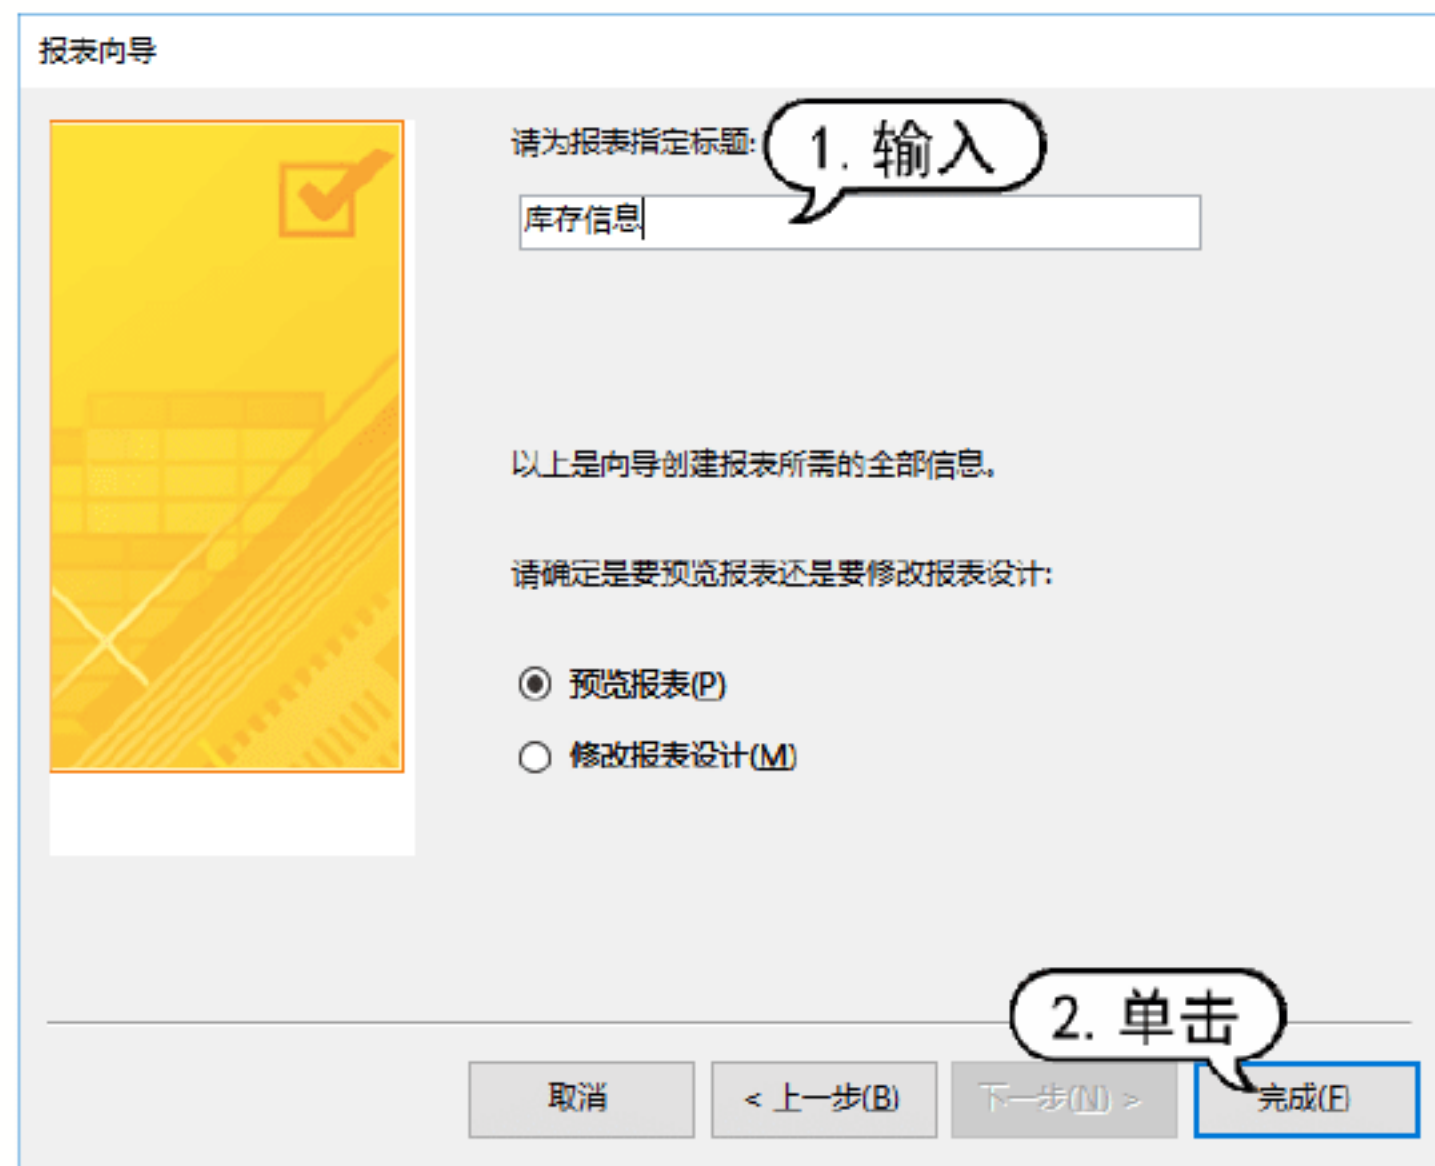 报表向导
请为报表指定标题:
1. 输入
库存信息
以上是向导创建报表所需的全部信息。
请确定是要预览报表还是要修改报表设计:
预览报表(P)
修改报表设计(M)
2. 单击
取消
< 上一步(B)
下一步(N) >
完成(F)